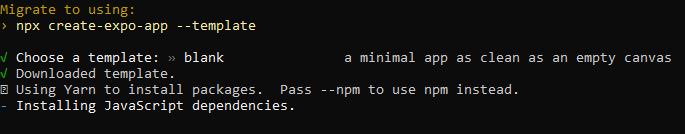 Migrate to using:
› npx create-expo-app --template
√ Choose a template: » blank a minimal app as clean as an empty canvas
√ Downloaded template.
Using Yarn to install packages. Pass --npm to use npm instead.
- Installing JavaScript dependencies.